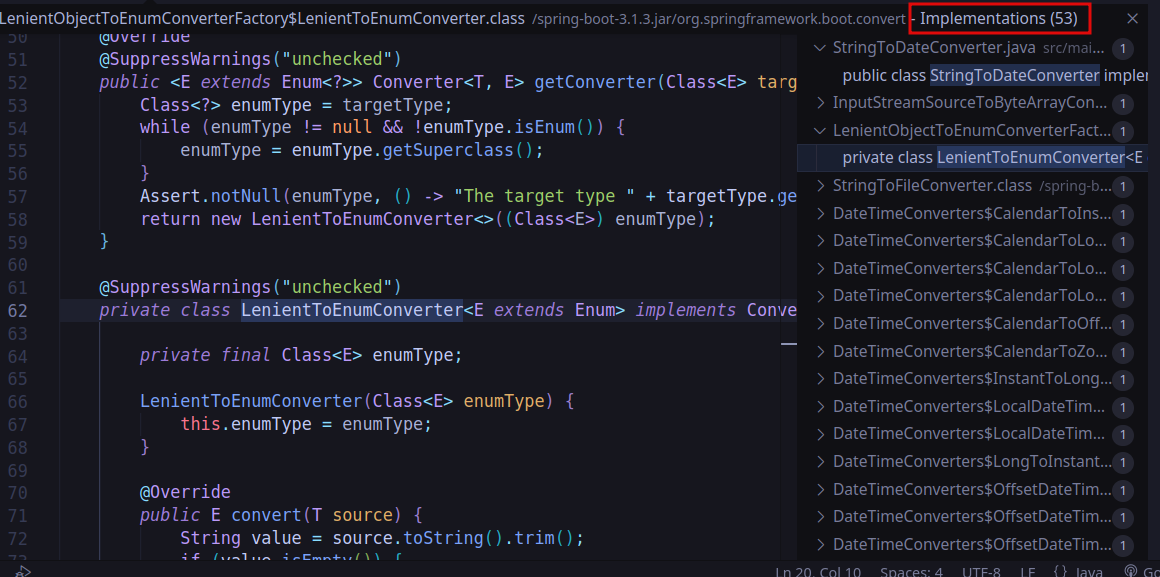 LenientObjectToEnumConverterFactory$LenientToEnumConverter.class /spring-boot-3.1.3.jar/org.springframework.boot.convert - Implementations (53)
50 @Override
51 @SuppressWarnings("unchecked")
52 public <E extends Enum<?>> Converter<T, E> getConverter(Class<E> targ
53 Class<?> enumType = targetType;
54 while (enumType != null && !enumType.isEnum()) {
55 enumType = enumType.getSuperclass();
56 }
57 Assert.notNull(enumType, () -> "The target type " + targetType.ge
58 return new LenientToEnumConverter<>((Class<E>) enumType);
59 }
60
61 @SuppressWarnings("unchecked")
62 private class LenientToEnumConverter<E extends Enum> implements Conve
63
64 private final Class<E> enumType;
65
66 LenientToEnumConverter(Class<E> enumType) {
67 this.enumType = enumType;
68 }
69
70 @Override
71 public E convert(T source) {
72 String value = source.toString().trim();
73 if (value.isEmpty()) {
StringToDateConverter.java src/mai... 1
public class StringToDateConverter implem
InputStreamSourceToByteArrayCon... 1
LenientObjectToEnumConverterFact... 1
private class LenientToEnumConverter<E
StringToFileConverter.class /spring-b... 1
DateTimeConverters$CalendarToIns... 1
DateTimeConverters$CalendarToLo... 1
DateTimeConverters$CalendarToLo... 1
DateTimeConverters$CalendarToLo... 1
DateTimeConverters$CalendarToOff... 1
DateTimeConverters$CalendarToZo... 1
DateTimeConverters$InstantToLong... 1
DateTimeConverters$LocalDateTim... 1
DateTimeConverters$LocalDateTim... 1
DateTimeConverters$LongToInstant... 1
DateTimeConverters$OffsetDateTim... 1
DateTimeConverters$OffsetDateTim... 1
DateTimeConverters$OffsetDateTim... 1
Ln 20, Col 10 Spaces: 4 UTF-8 LF {} Java Go